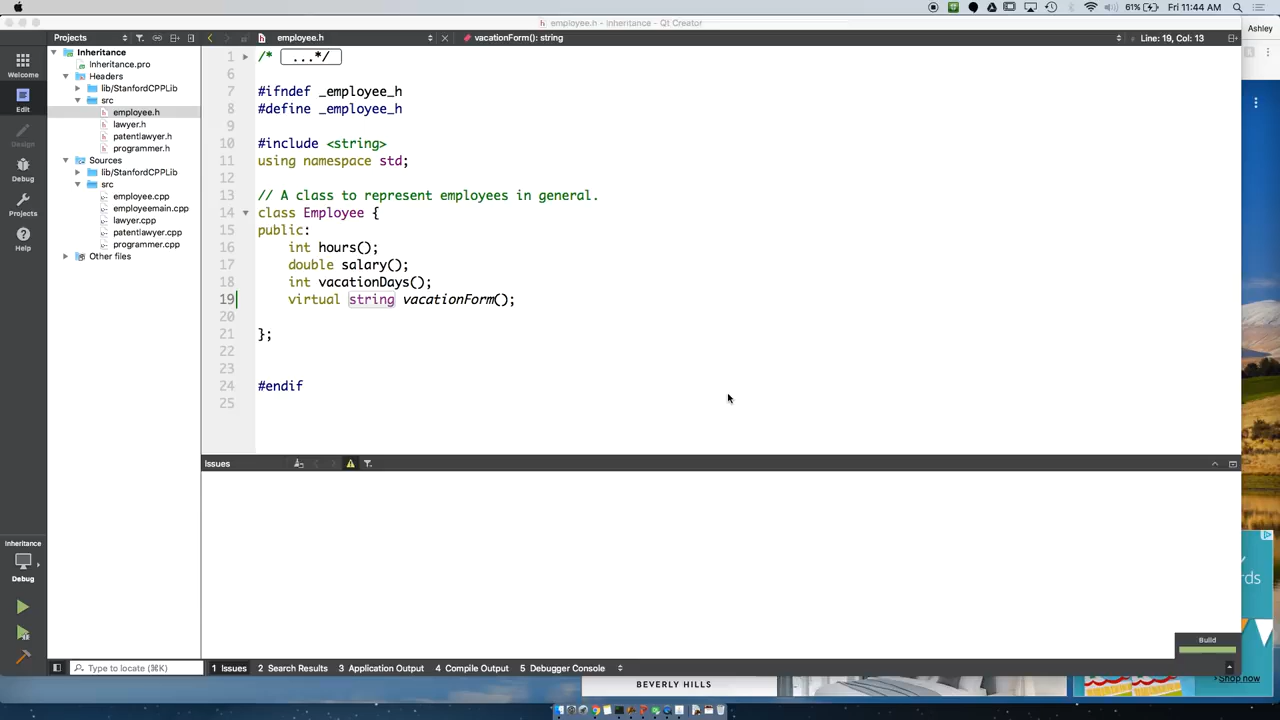 61%
Fri 11:44 AM
employee.h - Inheritance - Qt Creator
Ashley
Projects
employee.h
vacationForm(): string
Line: 19, Col: 13
Welcome
Edit
Design
Debug
Projects
Help
Inheritance
Debug
Inheritance
Inheritance.pro
Headers
lib/StanfordCPPLib
src
employee.h
lawyer.h
patentlawyer.h
programmer.h
Sources
lib/StanfordCPPLib
src
employee.cpp
employeemain.cpp
lawyer.cpp
patentlawyer.cpp
programmer.cpp
Other files
1 /* ...*/
6
7 #ifndef _employee_h
8 #define _employee_h
9
10 #include <string>
11 using namespace std;
12
13 // A class to represent employees in general.
14 class Employee {
15 public:
16 int hours();
17 double salary();
18 int vacationDays();
19 virtual string vacationForm();
20
21 };
22
23
24 #endif
25
Issues
Build
Type to locate (⌘K)
1 Issues
2 Search Results
3 Application Output
4 Compile Output
5 Debugger Console
rds
Shop now
BEVERLY HILLS